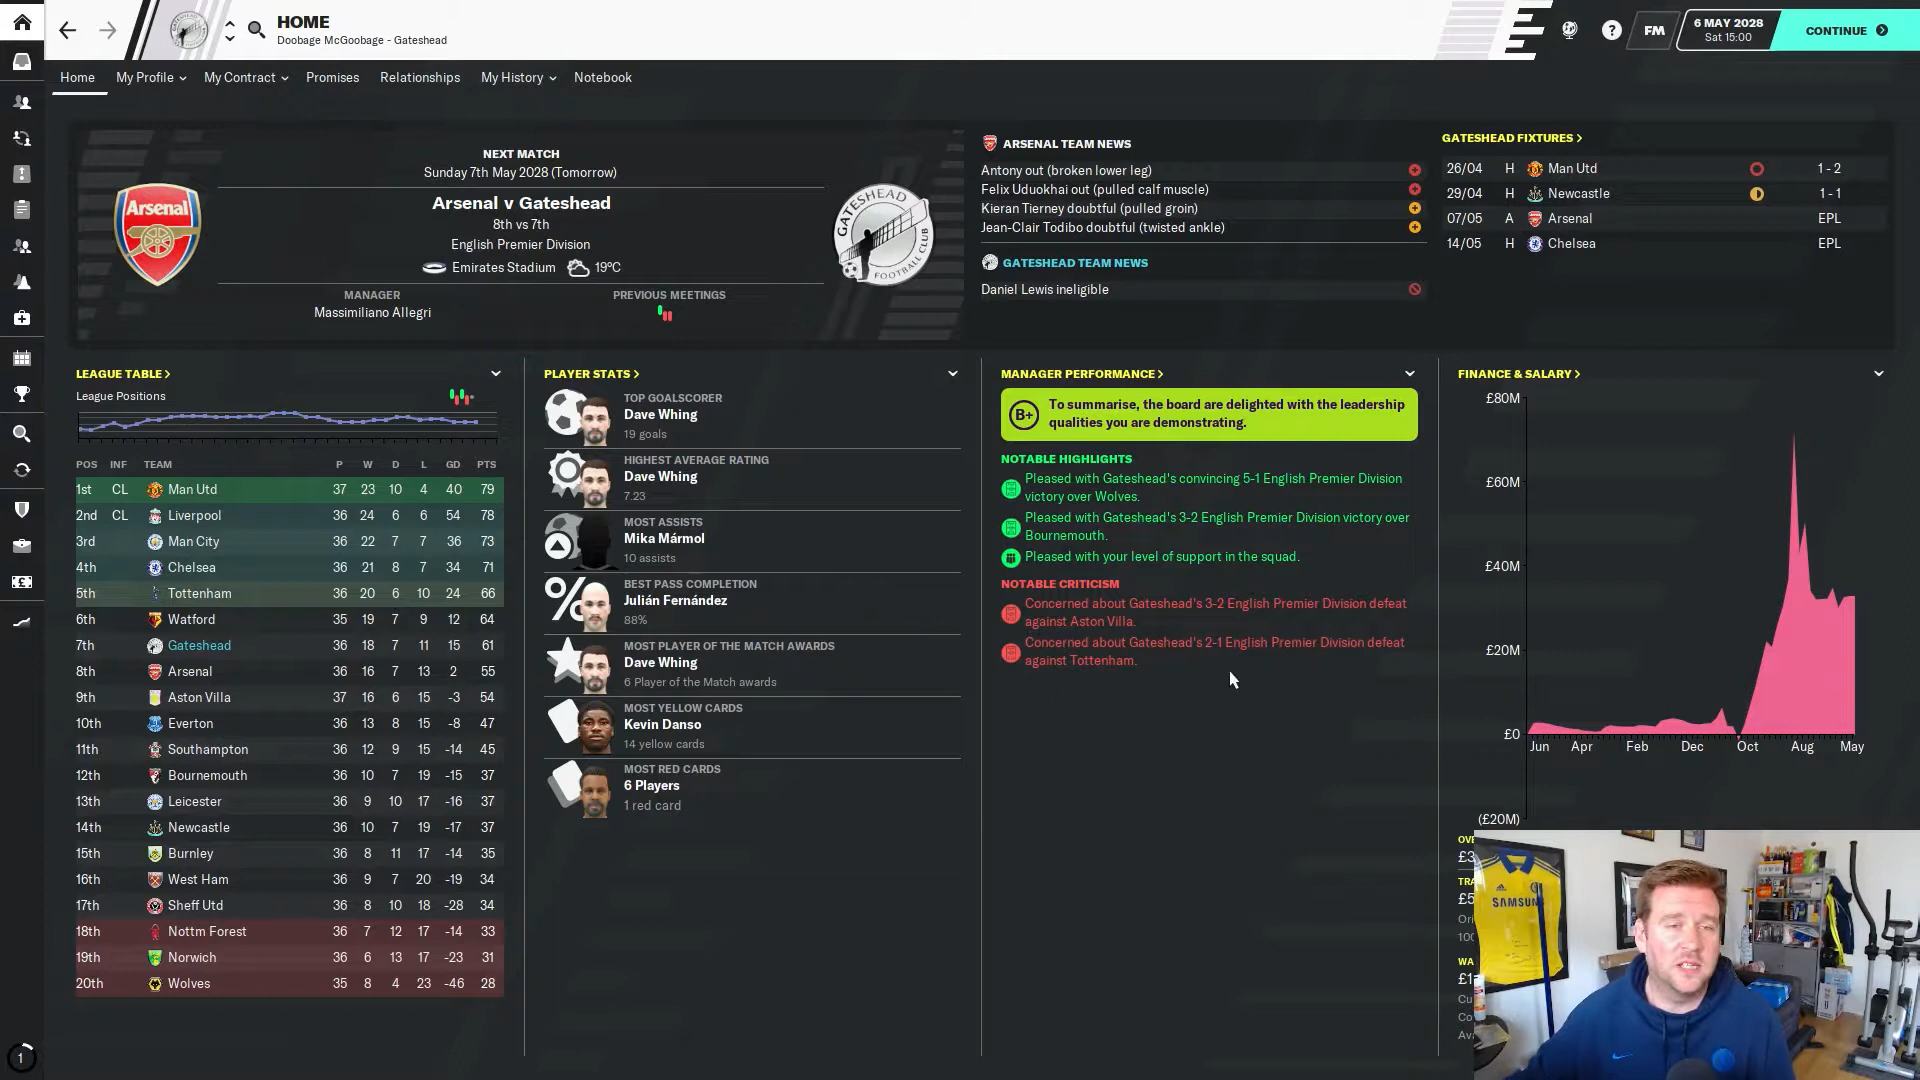 HOME
Doobage McGoobage - Gateshead
FM
6 MAY 2028
Sat 15:00
CONTINUE
Home My Profile My Contract Promises Relationships My History Notebook
NEXT MATCH
Sunday 7th May 2028 (Tomorrow)
Arsenal
Arsenal v Gateshead
8th vs 7th
English Premier Division
Emirates Stadium 19°C
GATESHEAD FOOTBALL CLUB
MANAGER
Massimiliano Allegri
PREVIOUS MEETINGS
ARSENAL TEAM NEWS
Antony out (broken lower leg)
Felix Uduokhai out (pulled calf muscle)
Kieran Tierney doubtful (pulled groin)
Jean-Clair Todibo doubtful (twisted ankle)
GATESHEAD TEAM NEWS
Daniel Lewis ineligible
GATESHEAD FIXTURES >
26/04 H Man Utd 1 - 2
29/04 H Newcastle 1 - 1
07/05 A Arsenal EPL
14/05 H Chelsea EPL
LEAGUE TABLE >
League Positions
POS INF TEAM P W D L GD PTS
1st CL Man Utd 37 23 10 4 40 79
2nd CL Liverpool 36 24 6 6 54 78
3rd Man City 36 22 7 7 36 73
4th Chelsea 36 21 8 7 34 71
5th Tottenham 36 20 6 10 24 66
6th Watford 35 19 7 9 12 64
7th Gateshead 36 18 7 11 15 61
8th Arsenal 36 16 7 13 2 55
9th Aston Villa 37 16 6 15 -3 54
10th Everton 36 13 8 15 -8 47
11th Southampton 36 12 9 15 -14 45
12th Bournemouth 36 10 7 19 -15 37
13th Leicester 36 9 10 17 -16 37
14th Newcastle 36 10 7 19 -17 37
15th Burnley 36 8 11 17 -14 35
16th West Ham 36 9 7 20 -19 34
17th Sheff Utd 36 8 10 18 -28 34
18th Nottm Forest 36 7 12 17 -14 33
19th Norwich 36 6 13 17 -23 31
20th Wolves 35 8 4 23 -46 28
PLAYER STATS >
TOP GOALSCORER
Dave Whing
19 goals
HIGHEST AVERAGE RATING
Dave Whing
7.23
MOST ASSISTS
Mika Mármol
10 assists
BEST PASS COMPLETION
Julián Fernández
88%
MOST PLAYER OF THE MATCH AWARDS
Dave Whing
6 Player of the Match awards
MOST YELLOW CARDS
Kevin Danso
14 yellow cards
MOST RED CARDS
6 Players
1 red card
MANAGER PERFORMANCE >
B+
To summarise, the board are delighted with the leadership
qualities you are demonstrating.
NOTABLE HIGHLIGHTS
Pleased with Gateshead's convincing 5-1 English Premier Division
victory over Wolves.
Pleased with Gateshead's 3-2 English Premier Division victory over
Bournemouth.
Pleased with your level of support in the squad.
NOTABLE CRITICISM
Concerned about Gateshead's 3-2 English Premier Division defeat
against Aston Villa.
Concerned about Gateshead's 2-1 English Premier Division defeat
against Tottenham.
FINANCE & SALARY >
£80M
£60M
£40M
£20M
£0
Jun Apr Feb Dec Oct Aug May
(£20M)
SAMSUNG
1